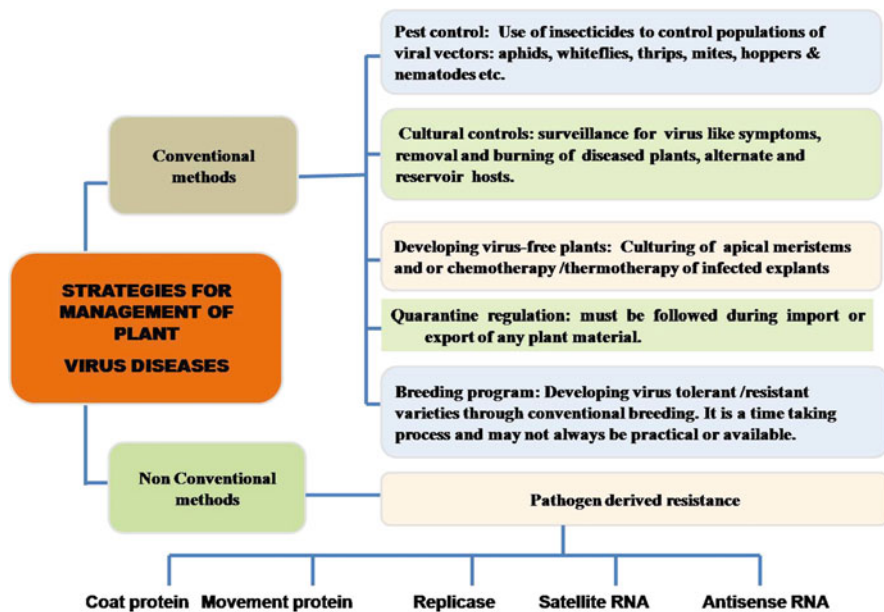 Pest control: Use of insecticides to control populations of
viral vectors: aphids, whiteflies, thrips, mites, hoppers &
nematodes etc.
Conventional
methods
Cultural controls: surveillance for virus like symptoms,
removal and burning of diseased plants, alternate and
reservoir hosts.
Developing virus-free plants: Culturing of apical meristems
and or chemotherapy /thermotherapy of infected explants
STRATEGIES FOR
MANAGEMENT OF
PLANT
VIRUS DISEASES
Quarantine regulation: must be followed during import or
export of any plant material.
Breeding program: Developing virus tolerant /resistant
varieties through conventional breeding. It is a time taking
process and may not always be practical or available.
Non Conventional
methods
Pathogen derived resistance
Coat protein Movement protein Replicase Satellite RNA Antisense RNA